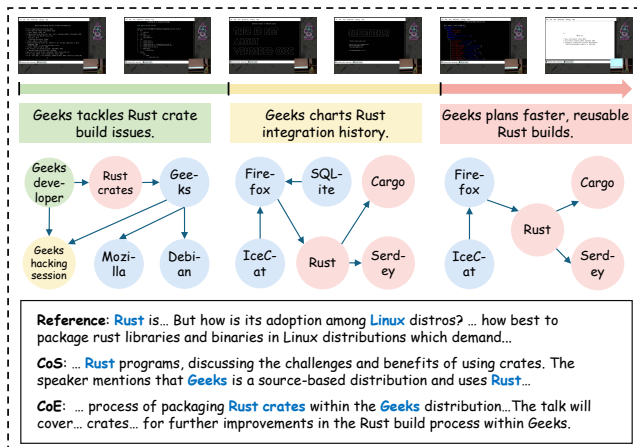 Geeks tackles Rust crate
build issues.
Geeks charts Rust
integration history.
Geeks plans faster, reusable
Rust builds.
Geeks
deve-
loper
Rust
crates
Gee-
ks
Geeks
hacking
session
Mozi-
lla
Debi-
an
Fire-
fox
SQL-
ite
Cargo
IceC-
at
Rust
Serd-
ey
Fire-
fox
Cargo
Rust
IceC-
at
Serd-
ey
Reference: Rust is... But how is its adoption among Linux distros? ... how best to
package rust libraries and binaries in Linux distributions which demand...
CoS: ... Rust programs, discussing the challenges and benefits of using crates. The
speaker mentions that Geeks is a source-based distribution and uses Rust...
CoE: ... process of packaging Rust crates within the Geeks distribution...The talk will
cover... crates... for further improvements in the Rust build process within Geeks.